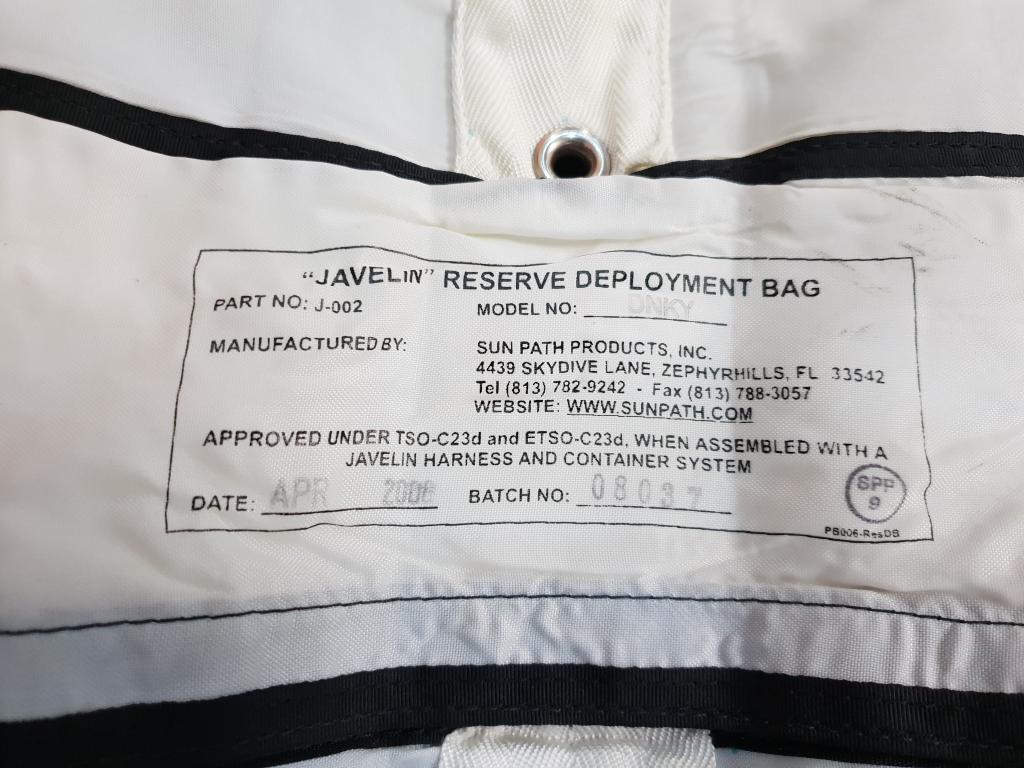 "JAVELIN" RESERVE DEPLOYMENT BAG
PART NO: J-002 MODEL NO: DNKY
MANUFACTURED BY: SUN PATH PRODUCTS, INC.
4439 SKYDIVE LANE, ZEPHYRHILLS, FL 33542
Tel (813) 782-9242 - Fax (813) 788-3057
WEBSITE: WWW.SUNPATH.COM
APPROVED UNDER TSO-C23d and ETSO-C23d, WHEN ASSEMBLED WITH A
JAVELIN HARNESS AND CONTAINER SYSTEM
DATE: APR 2008 BATCH NO: 08037
SPP
9
PB006-ResDB